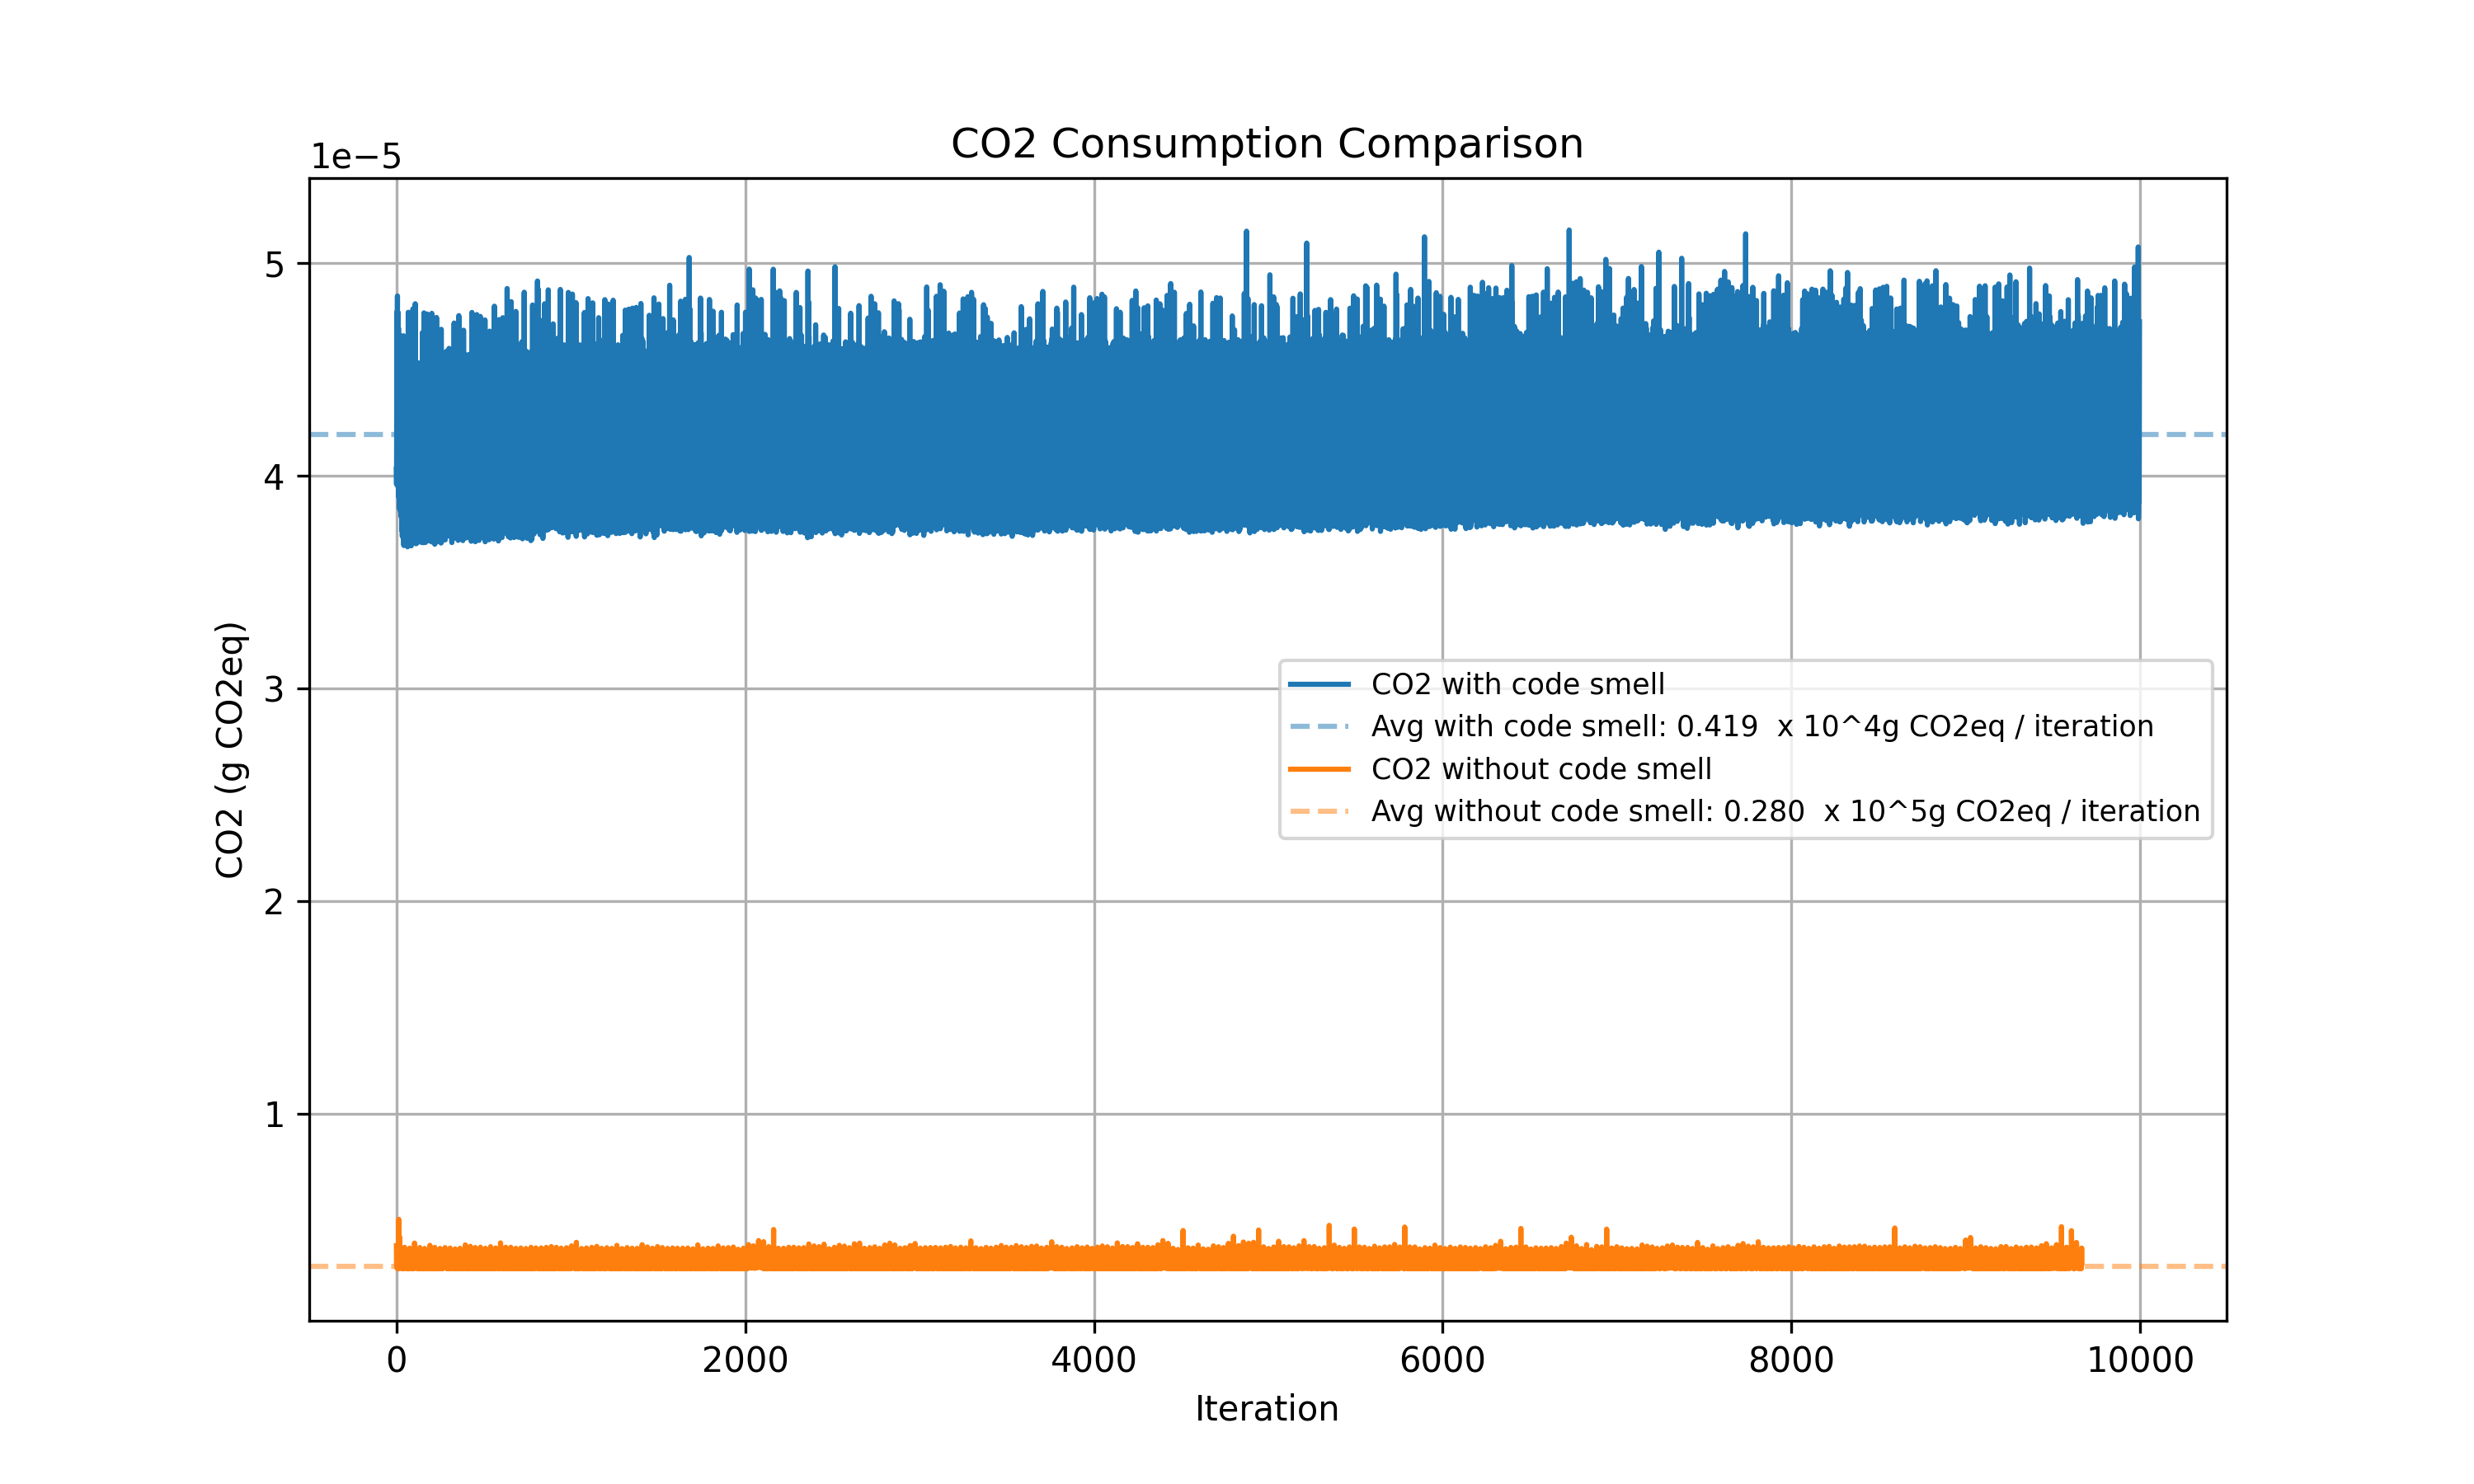 CO2 Consumption Comparison
1e−5
5
4
3
2
1
CO2 (g CO2eq)
CO2 with code smell
Avg with code smell: 0.419  x 10^4g CO2eq / iteration
CO2 without code smell
Avg without code smell: 0.280  x 10^5g CO2eq / iteration
0 2000 4000 6000 8000 10000
Iteration